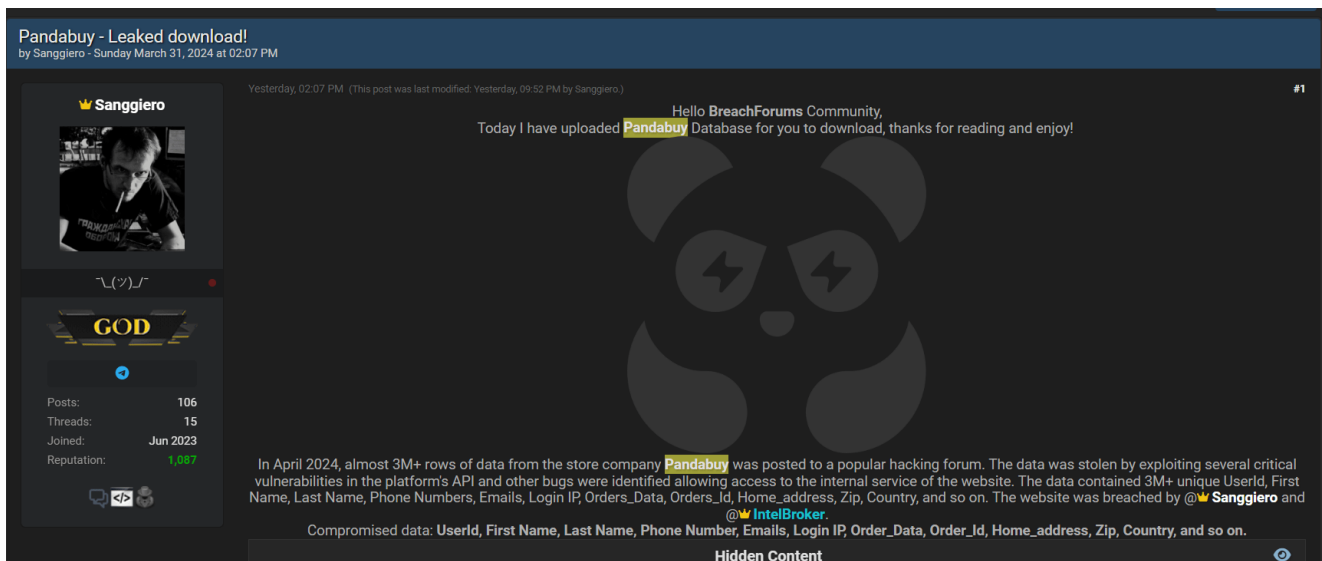 Pandabuy - Leaked download!
by Sanggiero - Sunday March 31, 2024 at 02:07 PM
Sanggiero
ГРАЖДАНСКАЯ
ОБОРОНА
¯\_(ツ)_/¯
GOD
Posts: 106
Threads: 15
Joined: Jun 2023
Reputation: 1,087
Yesterday, 02:07 PM (This post was last modified: Yesterday, 09:52 PM by Sanggiero.)
#1
Hello BreachForums Community,
Today I have uploaded Pandabuy Database for you to download, thanks for reading and enjoy!
In April 2024, almost 3M+ rows of data from the store company Pandabuy was posted to a popular hacking forum. The data was stolen by exploiting several critical
vulnerabilities in the platform's API and other bugs were identified allowing access to the internal service of the website. The data contained 3M+ unique UserId, First
Name, Last Name, Phone Numbers, Emails, Login IP, Orders_Data, Orders_Id, Home_address, Zip, Country, and so on. The website was breached by @Sanggiero and
@IntelBroker.
Compromised data: UserId, First Name, Last Name, Phone Number, Emails, Login IP, Order_Data, Order_Id, Home_address, Zip, Country, and so on.
Hidden Content